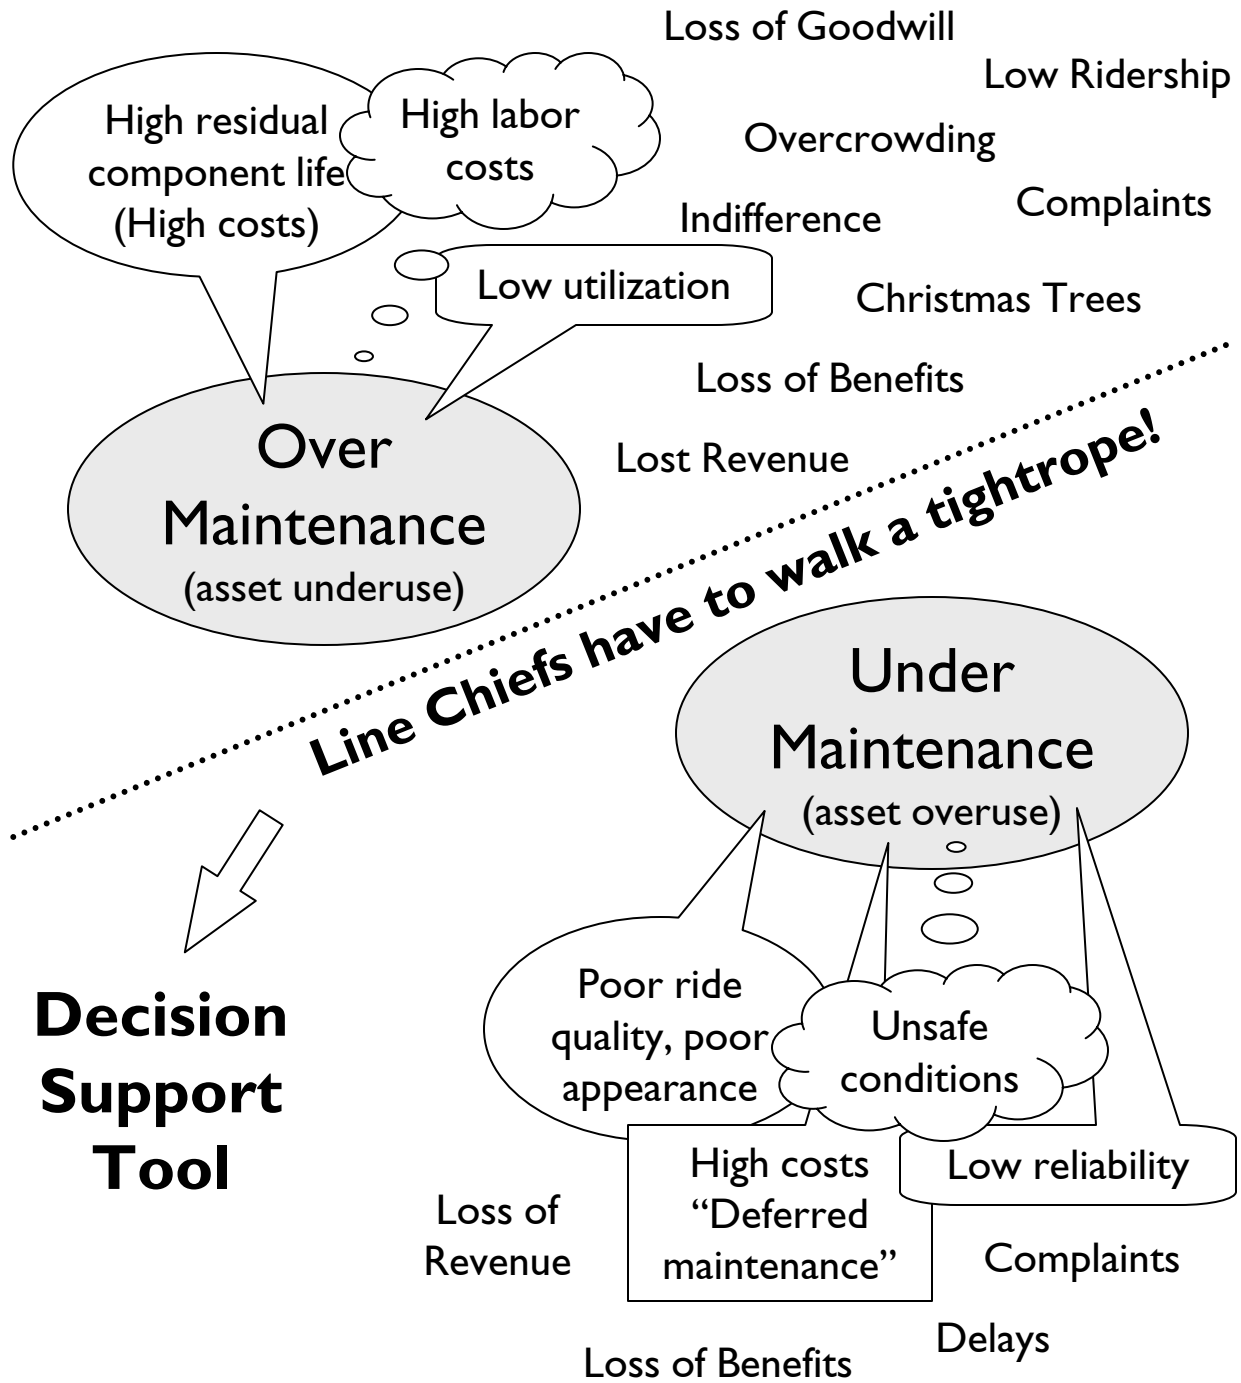 Loss of Goodwill
Low Ridership
High residual
component life
(High costs)
High labor
costs
Overcrowding
Complaints
Indifference
Low utilization
Christmas Trees
Loss of Benefits
Lost Revenue
Over
Maintenance
(asset underuse)
Line Chiefs have to walk a tightrope!
Under
Maintenance
(asset overuse)
Decision
Support
Tool
Poor ride
quality, poor
appearance
Unsafe
conditions
High costs
“Deferred
maintenance”
Low reliability
Loss of
Revenue
Complaints
Delays
Loss of Benefits